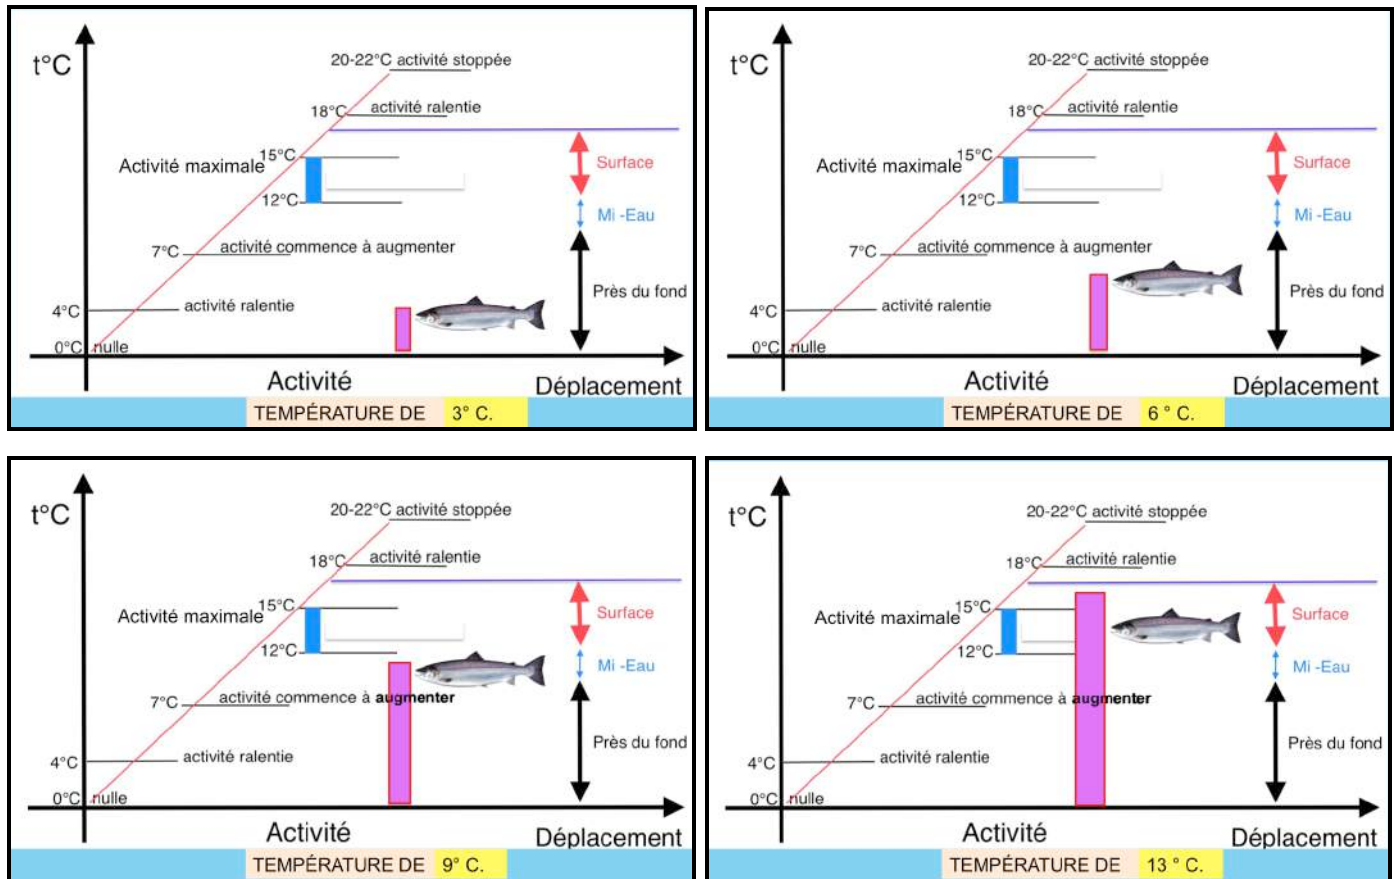 t°C
20-22°C activité stoppée
18°C activité ralentie
15°C
Activité maximale
Surface
12°C
Mi -Eau
7°C activité commence à augmenter
Près du fond
4°C activité ralentie
0°C nulle
Activité
Déplacement
TEMPÉRATURE DE 3° C.
t°C
20-22°C activité stoppée
18°C activité ralentie
15°C
Activité maximale
Surface
12°C
Mi -Eau
7°C activité commence à augmenter
Près du fond
4°C activité ralentie
0°C nulle
Activité
Déplacement
TEMPÉRATURE DE 6 ° C.
t°C
20-22°C activité stoppée
18°C activité ralentie
15°C
Activité maximale
Surface
12°C
Mi -Eau
7°C activité commence à augmenter
Près du fond
4°C activité ralentie
0°C nulle
Activité
Déplacement
TEMPÉRATURE DE 9° C.
t°C
20-22°C activité stoppée
18°C activité ralentie
15°C
Activité maximale
Surface
12°C
Mi -Eau
7°C activité commence à augmenter
Près du fond
4°C activité ralentie
0°C nulle
Activité
Déplacement
TEMPÉRATURE DE 13 ° C.